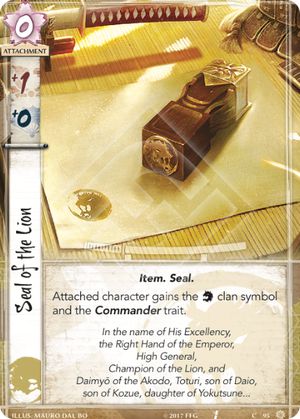 0
ATTACHMENT
+1
+0
Seal of the Lion
Item. Seal.
Attached character gains the clan symbol
and the Commander trait.
In the name of His Excellency,
the Right Hand of the Emperor,
High General,
Champion of the Lion, and
Daimyō of the Akodo, Toturi, son of Daio,
son of Kozue, daughter of Yokutsune...
ILLUS. MAURO DAL BO
©2017 FFG
C 95